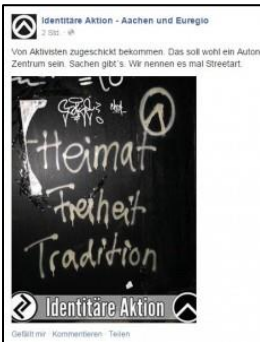 Identitäre Aktion - Aachen und Euregio
2 Std. ·
Von Aktivisten zugeschickt bekommen. Das soll wohl ein Auton
Zentrum sein. Sachen gibt´s. Wir nennen es mal Streetart.
Heimat
Freiheit
Tradition
Identitäre Aktion
Gefällt mir · Kommentieren · Teilen